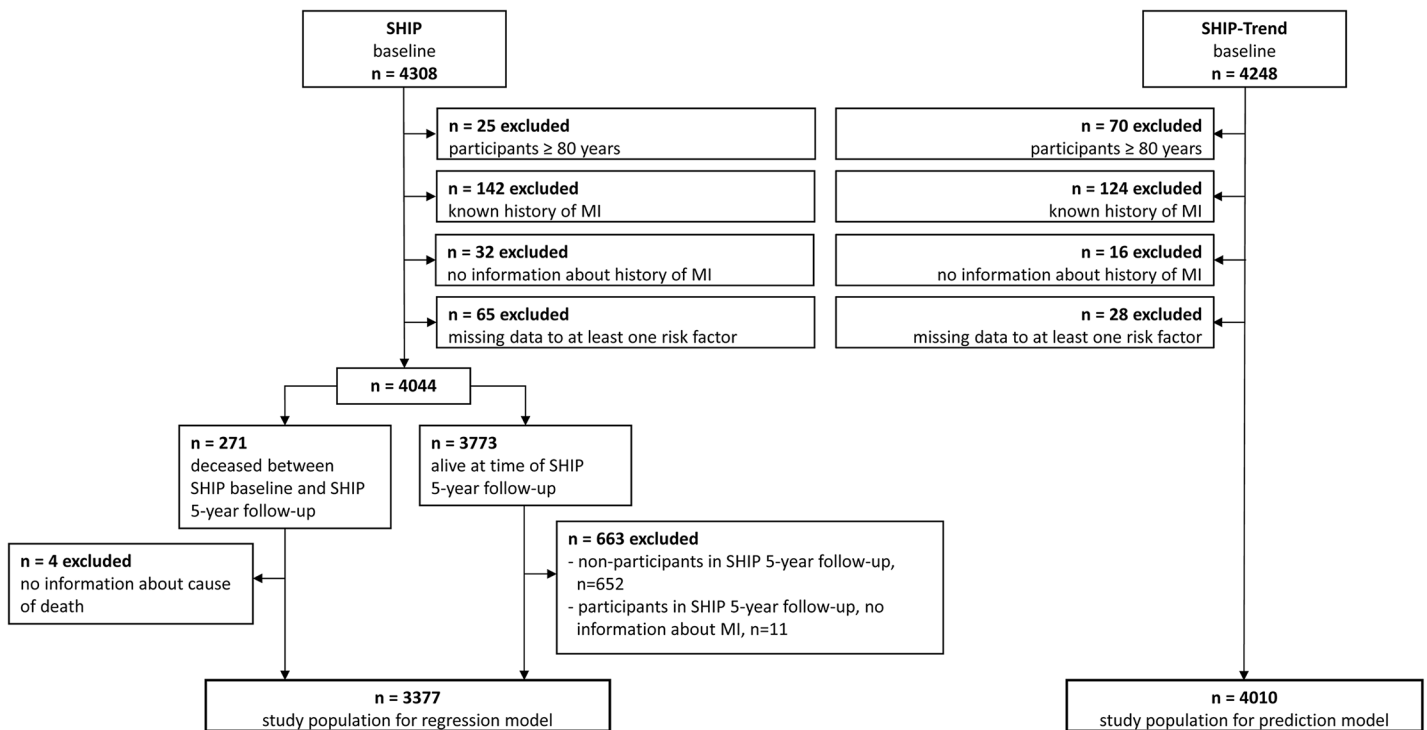 SHIP
baseline
n = 4308
SHIP-Trend
baseline
n = 4248
n = 25 excluded
participants ≥ 80 years
n = 70 excluded
participants ≥ 80 years
n = 142 excluded
known history of MI
n = 124 excluded
known history of MI
n = 32 excluded
no information about history of MI
n = 16 excluded
no information about history of MI
n = 65 excluded
missing data to at least one risk factor
n = 28 excluded
missing data to at least one risk factor
n = 4044
n = 271
deceased between
SHIP baseline and SHIP
5-year follow-up
n = 3773
alive at time of SHIP
5-year follow-up
n = 4 excluded
no information about cause
of death
n = 663 excluded
- non-participants in SHIP 5-year follow-up,
n=652
- participants in SHIP 5-year follow-up, no
information about MI, n=11
n = 3377
study population for regression model
n = 4010
study population for prediction model